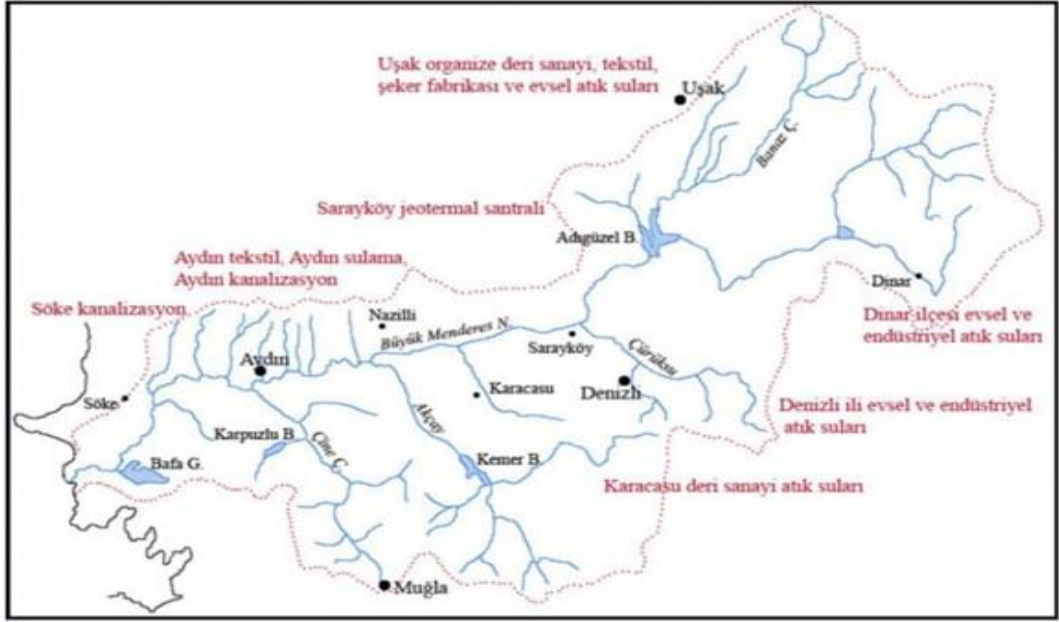 Uşak organize deri sanayi, tekstil,
şeker fabrikası ve evsel atık suları
Uşak
Banaz Ç.
Sarayköy jeotermal santrali
Adıgüzel B.
Aydın tekstil, Aydın sulama,
Aydın kanalizasyon
Dinar
Söke kanalizasyon
Nazilli
Dinar ilçesi evsel ve
endüstriyel atık suları
Büyük Menderes N.
Sarayköy
Çürüksu
Aydın
Karacasu
Denizli
Söke
Akçay
Denizli ili evsel ve endüstriyel
atık suları
Karpuzlu B.
Çine Ç.
Bafa G.
Kemer B.
Karacasu deri sanayi atık suları
Muğla